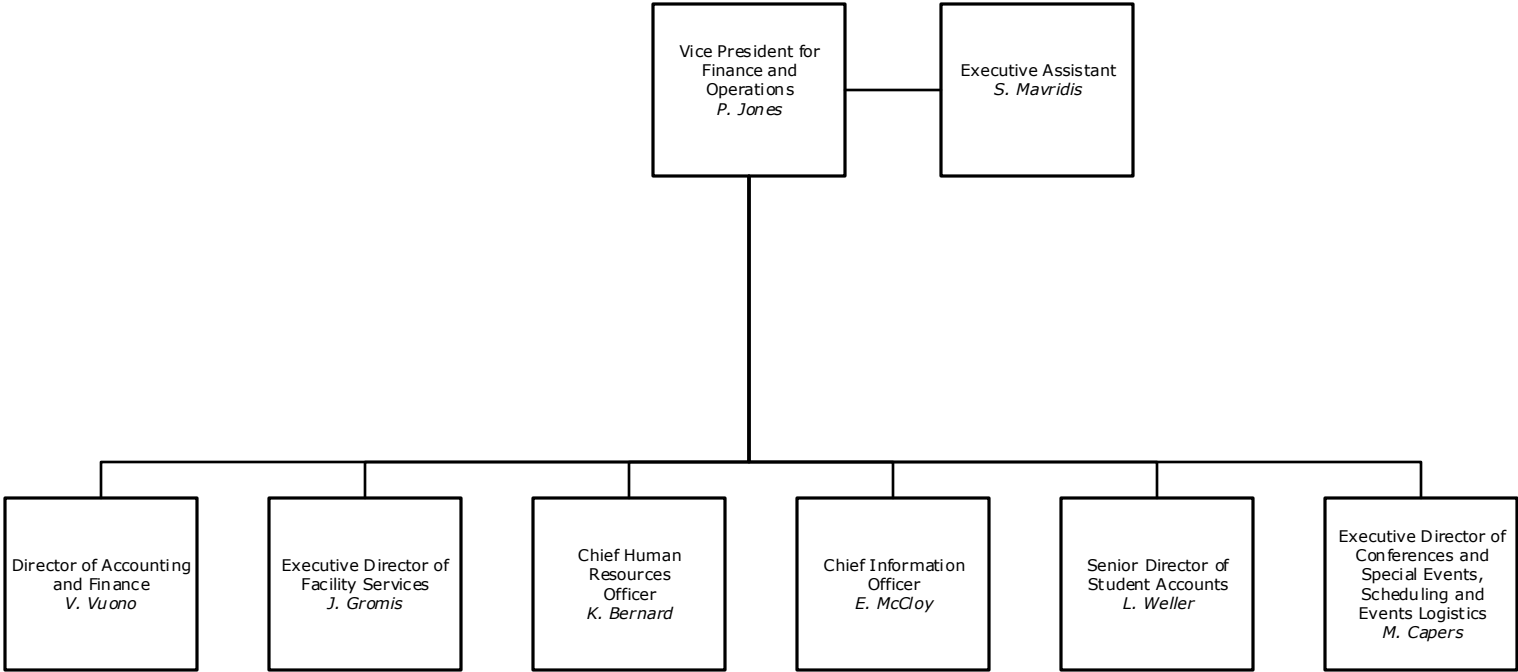 Vice President for
Finance and
Operations
P. Jones
Executive Assistant
S. Mavridis
Director of Accounting
and Finance
V. Vuono
Executive Director of
Facility Services
J. Gromis
Chief Human
Resources
Officer
K. Bernard
Chief Information
Officer
E. McCloy
Senior Director of
Student Accounts
L. Weller
Executive Director of
Conferences and
Special Events,
Scheduling and
Events Logistics
M. Capers